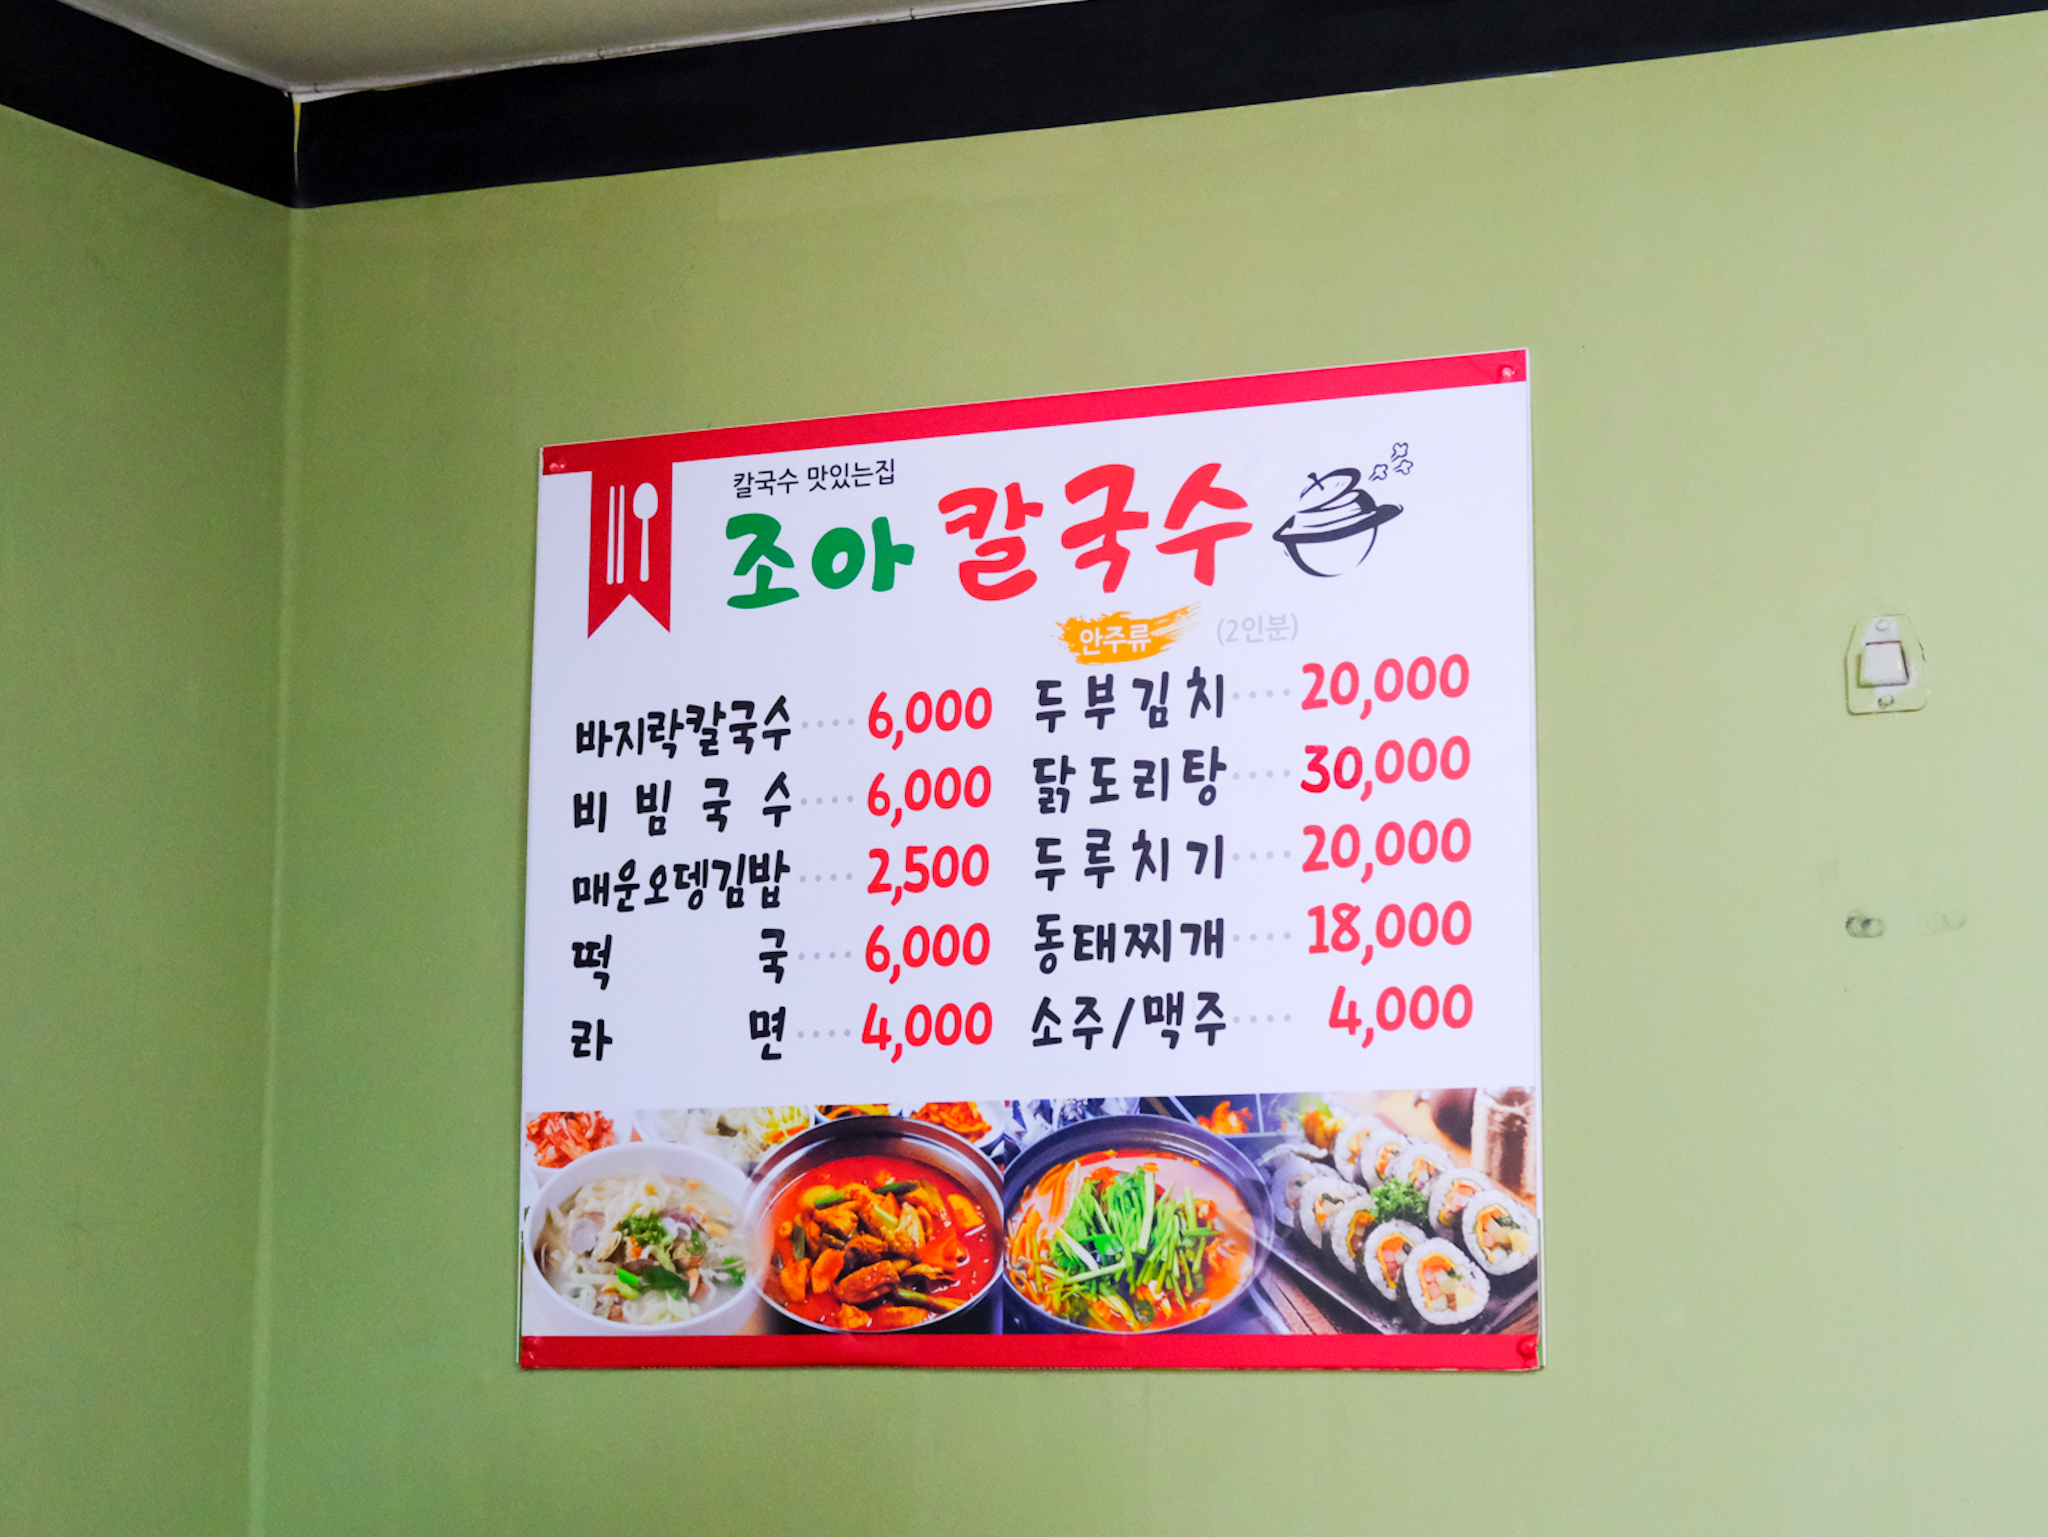 칼국수 맛있는집
조아 칼국수
바지락칼국수 ···· 6,000
비빔국수 ···· 6,000
매운오뎅김밥 ···· 2,500
떡국 ···· 6,000
라면 ···· 4,000
안주류 (2인분)
두부김치 ···· 20,000
닭도리탕 ···· 30,000
두루치기 ···· 20,000
동태찌개 ···· 18,000
소주/맥주 ···· 4,000